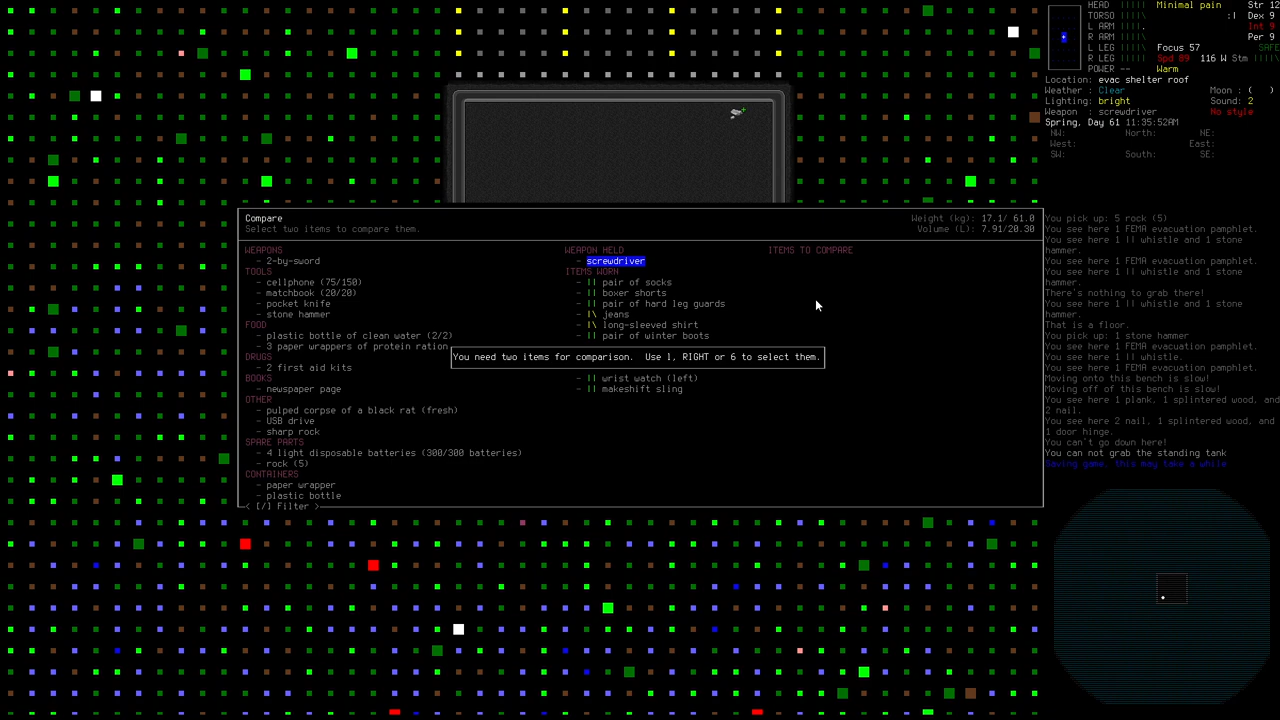 Compare
Select two items to compare them.
Weight (kg): 17.1/ 61.0
Volume (L): 7.91/20.30
WEAPONS
- 2-by-sword
TOOLS
- cellphone (75/150)
- matchbook (20/20)
- pocket knife
- stone hammer
FOOD
- plastic bottle of clean water (2/2)
- 3 paper wrappers of protein ration
DRUGS
- 2 first aid kits
BOOKS
- newspaper page
OTHER
- pulped corpse of a black rat (fresh)
- USB drive
- sharp rock
SPARE PARTS
- 4 light disposable batteries (300/300 batteries)
- rock (5)
CONTAINERS
- paper wrapper
- plastic bottle
< [/] Filter >
WEAPON HELD
- screwdriver
ITEMS WORN
- || pair of socks
- || boxer shorts
- || pair of hard leg guards
- |\ jeans
- |\ long-sleeved shirt
- || pair of winter boots
- || wrist watch (left)
- || makeshift sling
ITEMS TO COMPARE
You need two items for comparison.  Use l, RIGHT or 6 to select them.
HEAD ||||| Minimal pain Str 12
TORSO ||||\ :| Dex 9
L ARM ||||. Int 9
R ARM ||||\ Per 9
L LEG ||||\ Focus 57 SAFE
R LEG ||||\ Spd 89 116 W Stm ||||\
POWER -- Warm
Location: evac shelter roof
Weather : Clear Moon : (   )
Lighting: bright Sound: 2
Weapon  : screwdriver No style
Spring, Day 61 11:35:52AM
NW: North: NE:
West: East:
SW: South: SE:
You pick up: 5 rock (5)
You see here 1 FEMA evacuation pamphlet.
You see here 1 || whistle and 1 stone
hammer.
You see here 1 FEMA evacuation pamphlet.
You see here 1 || whistle and 1 stone
hammer.
There's nothing to grab there!
You see here 1 || whistle and 1 stone
hammer.
That is a floor.
You pick up: 1 stone hammer
You see here 1 FEMA evacuation pamphlet.
You see here 1 || whistle.
You see here 1 FEMA evacuation pamphlet.
Moving onto this bench is slow!
Moving off of this bench is slow!
You see here 1 plank, 1 splintered wood, and
2 nail.
You see here 2 nail, 1 splintered wood, and
1 door hinge.
You can't go down here!
You can not grab the standing tank
Saving game, this may take a while